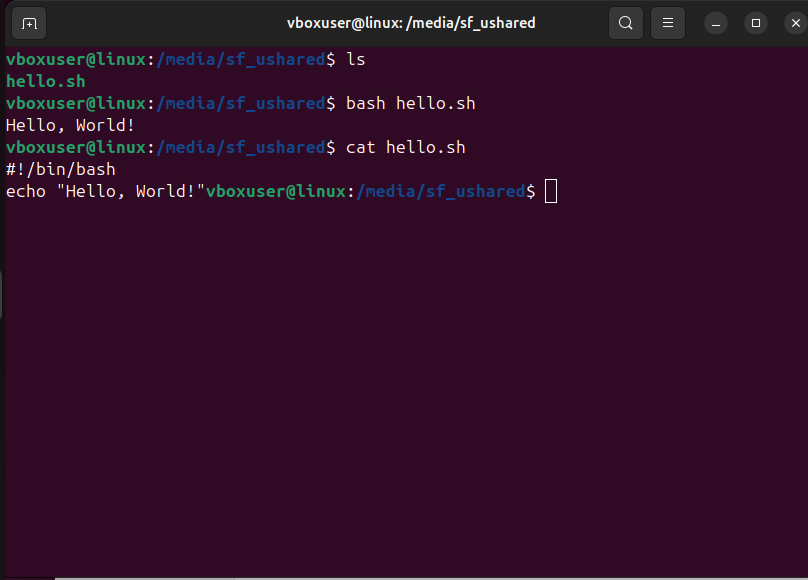 vboxuser@linux: /media/sf_ushared
vboxuser@linux:/media/sf_ushared$ ls
hello.sh
vboxuser@linux:/media/sf_ushared$ bash hello.sh
Hello, World!
vboxuser@linux:/media/sf_ushared$ cat hello.sh
#!/bin/bash
echo "Hello, World!"vboxuser@linux:/media/sf_ushared$